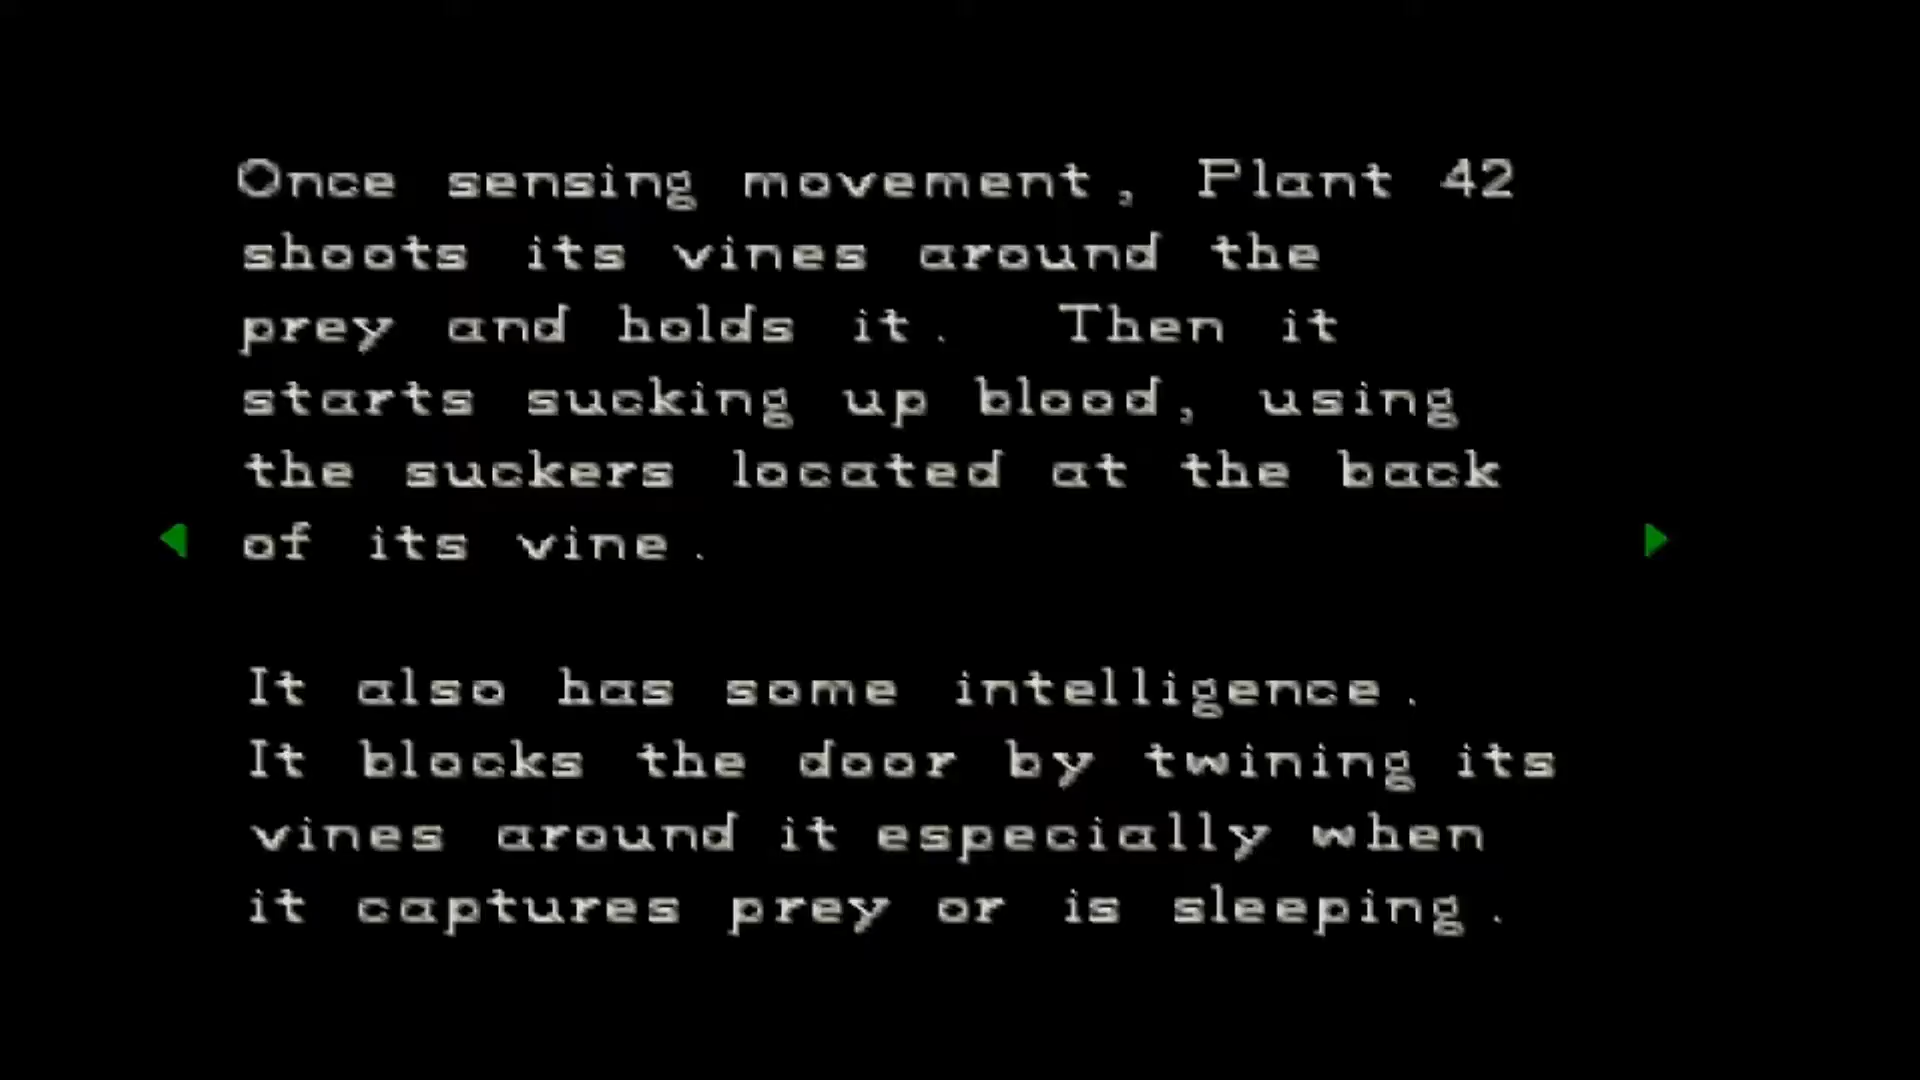 Once sensing movement, Plant 42
shoots its vines around the
prey and holds it. Then it
starts sucking up blood, using
the suckers located at the back
of its vine.
It also has some intelligence.
It blocks the door by twining its
vines around it especially when
it captures prey or is sleeping.